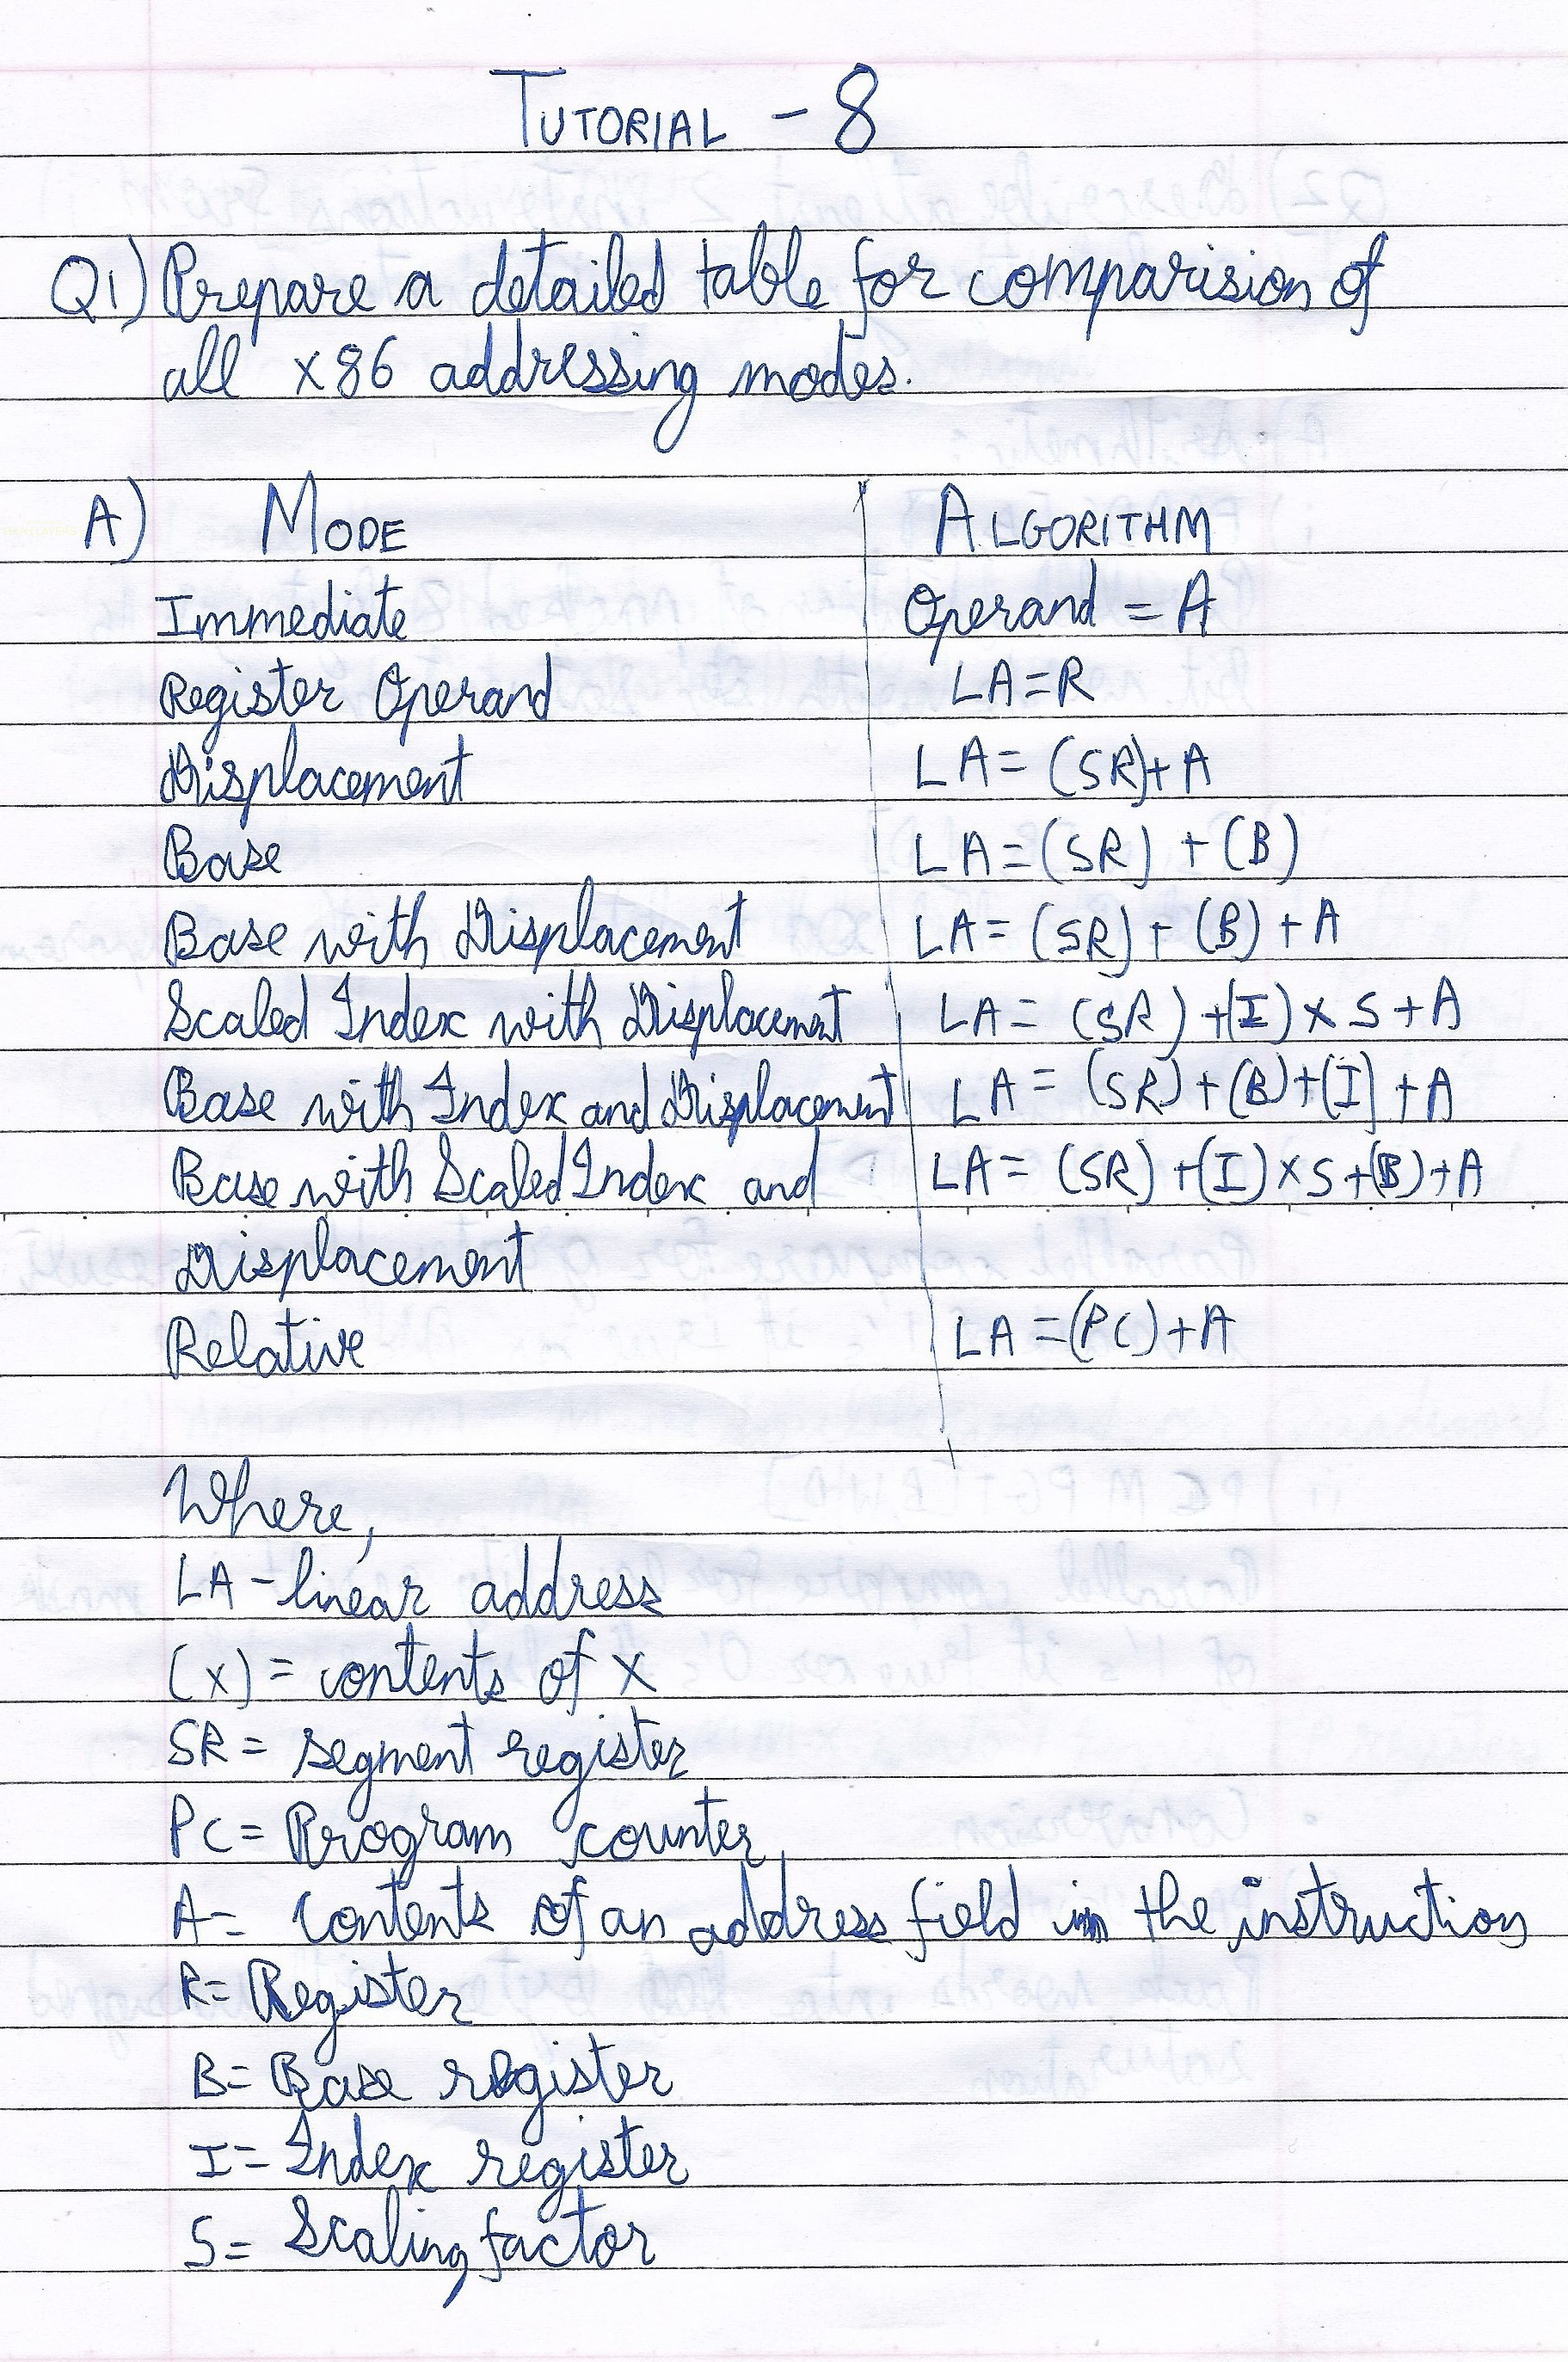 TUTORIAL - 8
Q1) Prepare a detailed table for comparision of
all x86 addressing modes.
A) MODE ALGORITHM
Immediate Operand = A
Register Operand LA=R
Displacement LA= (SR)+A
Base LA=(SR) + (B)
Base with Displacement LA= (SR) + (B) + A
Scaled Index with Displacement LA= (SR) +(I) x S + A
Base with Index and Displacement LA= (SR)+(B)+(I) + A
Base with Scaled Index and LA= (SR) +(I)xS+(B)+A
Displacement
Relative LA =(PC)+A
Where,
LA - linear address
(x) = contents of x
SR = segment register
PC = Program counter
A= contents of an address field in the instruction
R= Register
B= Base register
I= Index register
S= Scaling factor